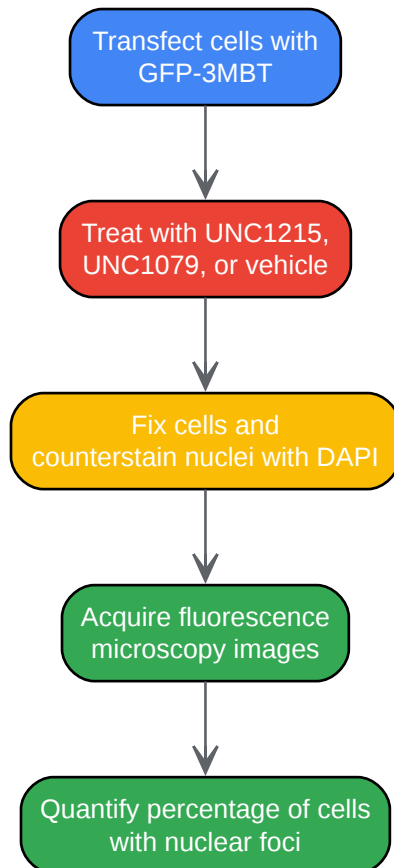 Transfect cells with
GFP-3MBT
Treat with UNC1215,
UNC1079, or vehicle
Fix cells and
counterstain nuclei with DAPI
Acquire fluorescence
microscopy images
Quantify percentage of cells
with nuclear foci